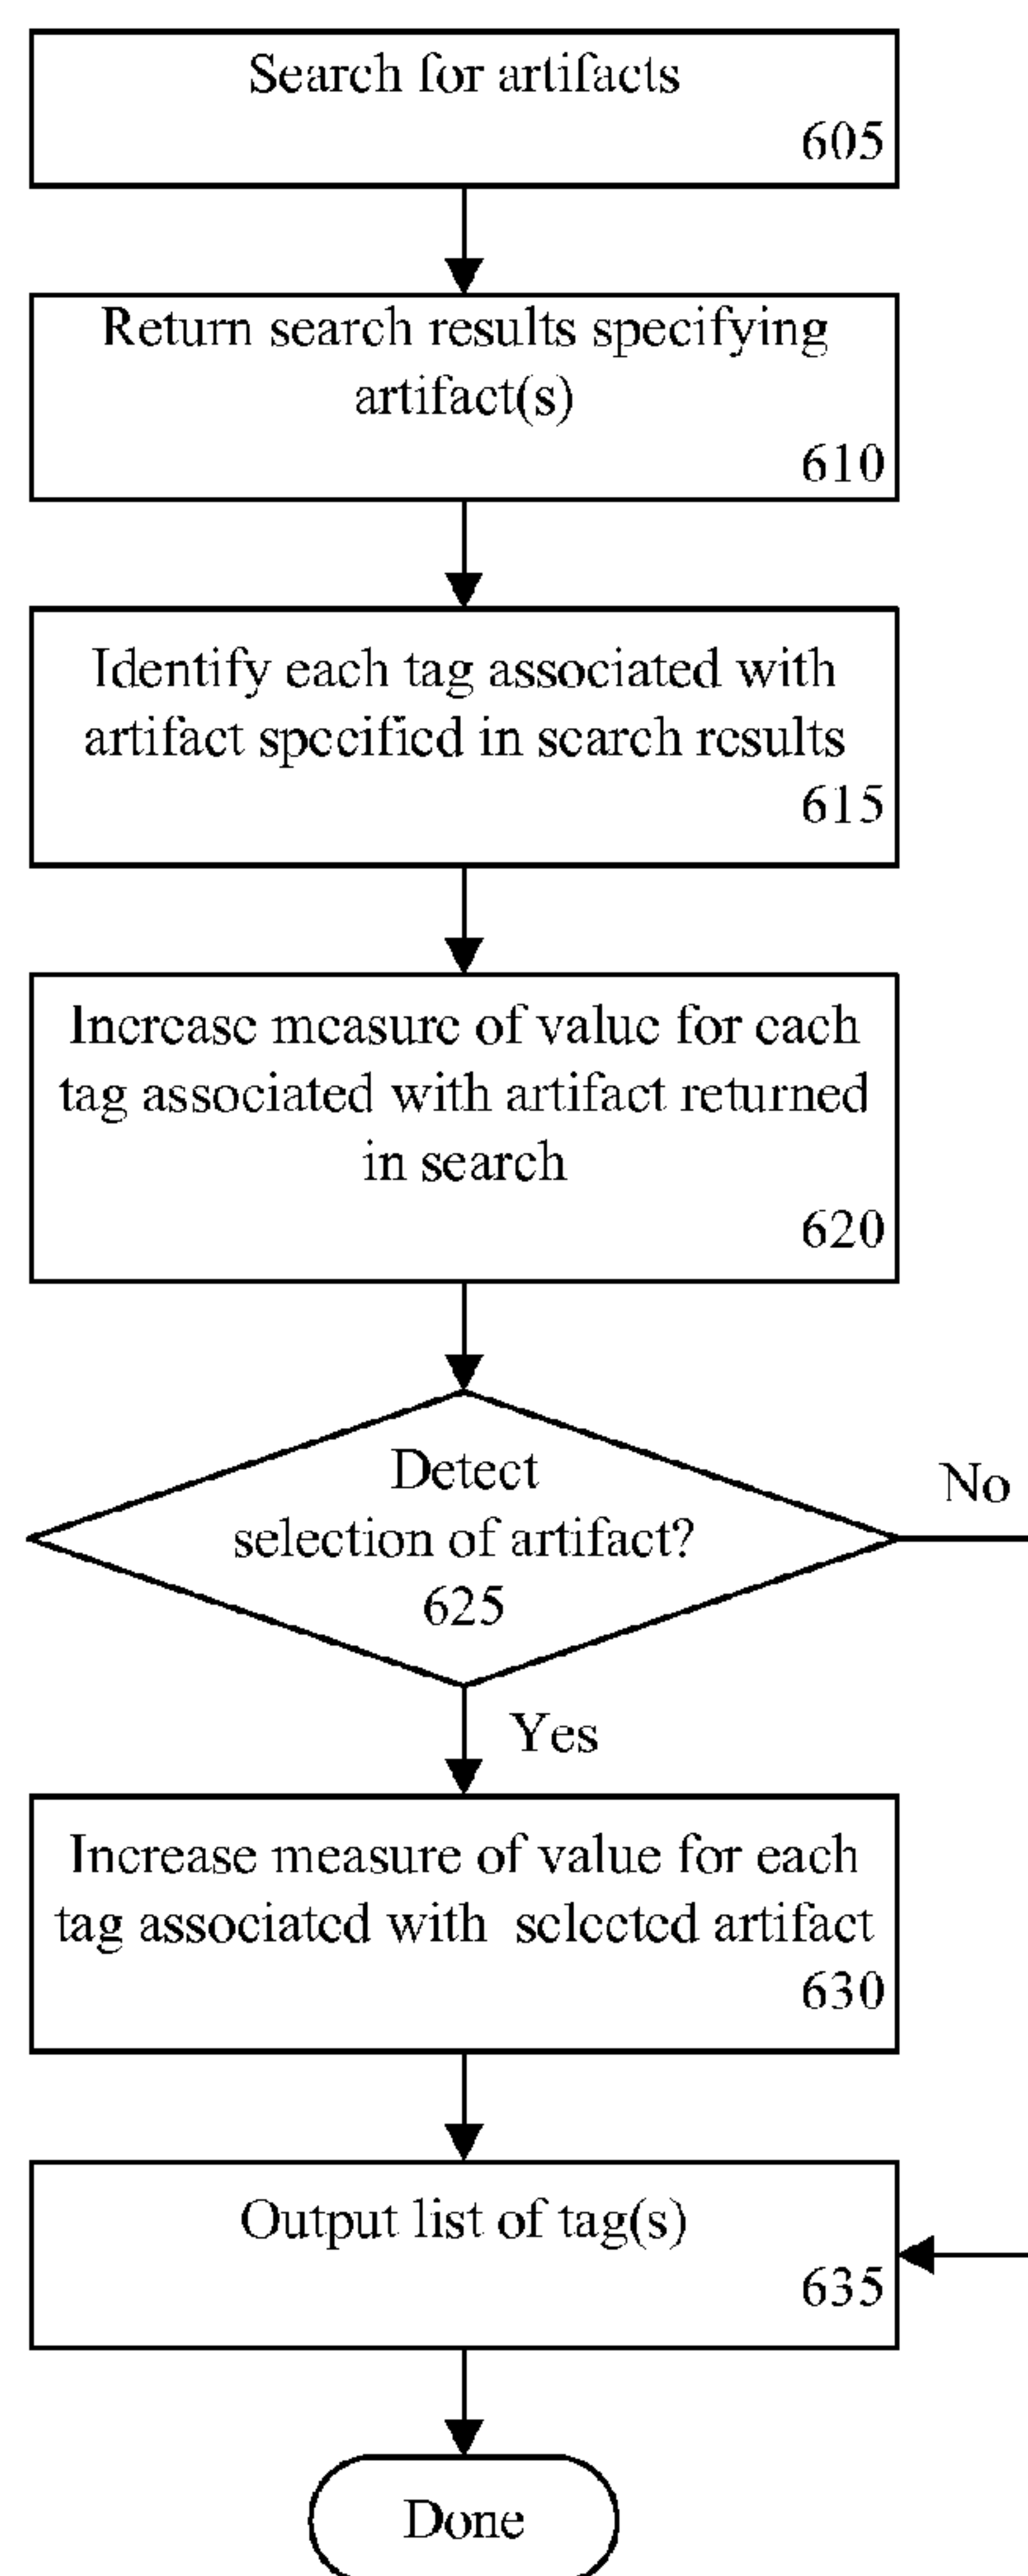 Search for artifacts
605
Return search results specifying
artifact(s)
610
Identify each tag associated with
artifact specified in search results
615
Increase measure of value for each
tag associated with artifact returned
in search
620
Detect
selection of artifact?
625
No
Yes
Increase measure of value for each
tag associated with selected artifact
630
Output list of tag(s)
635
Done